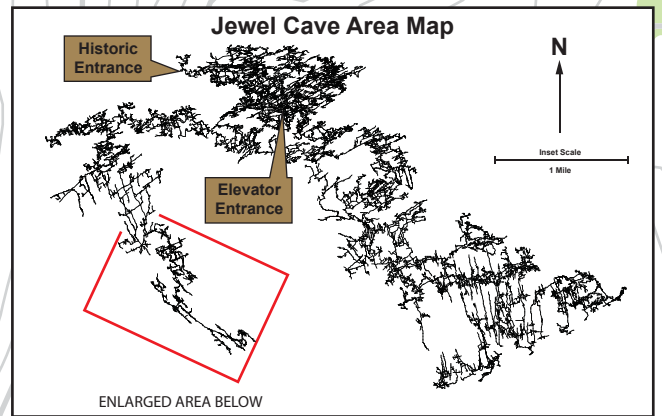 Jewel Cave Area Map
Historic
Entrance
N
Inset Scale
1 Mile
Elevator
Entrance
ENLARGED AREA BELOW